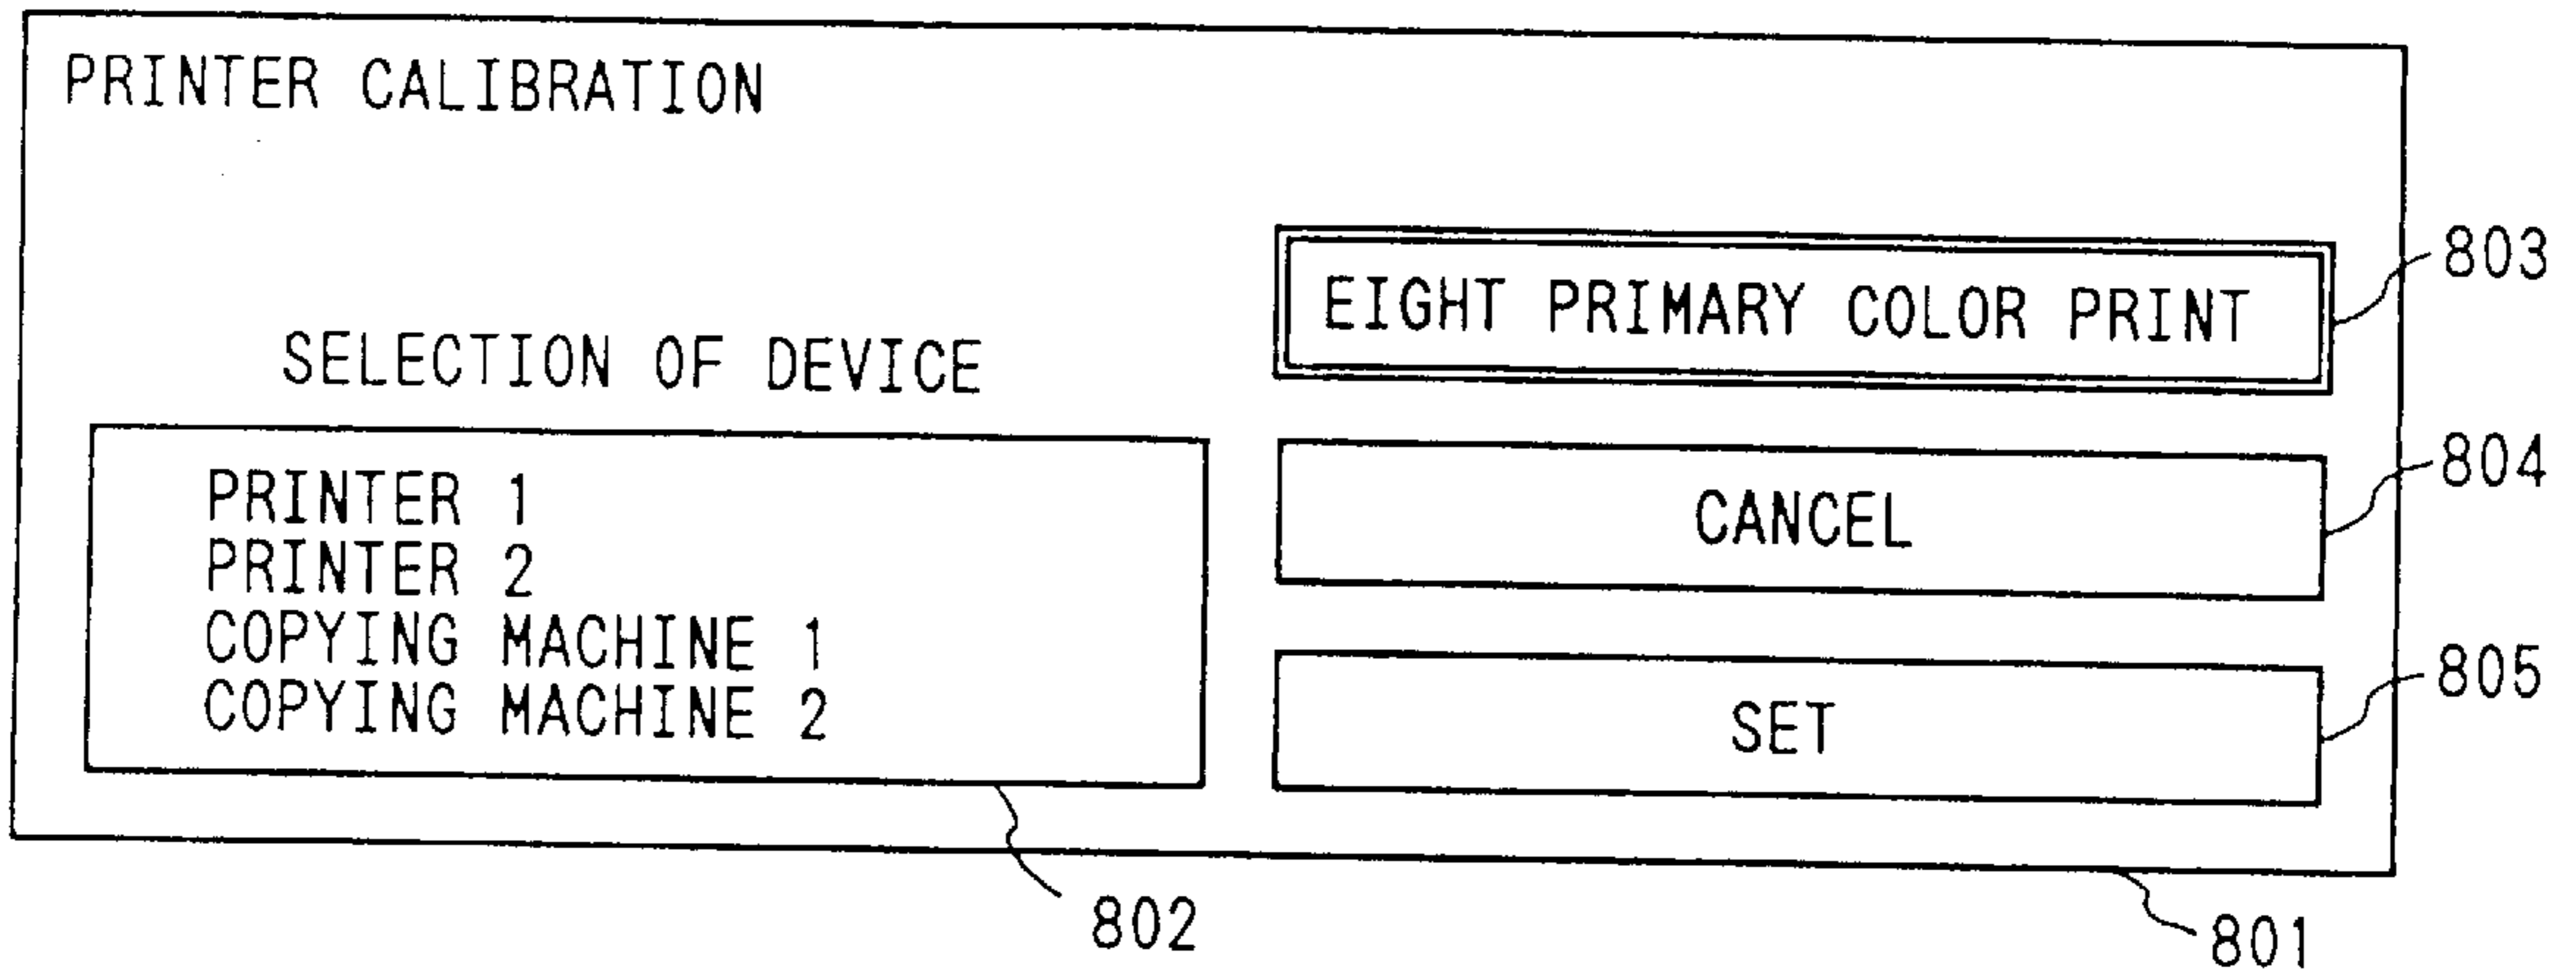 PRINTER CALIBRATION
SELECTION OF DEVICE
PRINTER 1
PRINTER 2
COPYING MACHINE 1
COPYING MACHINE 2
EIGHT PRIMARY COLOR PRINT
CANCEL
SET
803
804
805
802
801